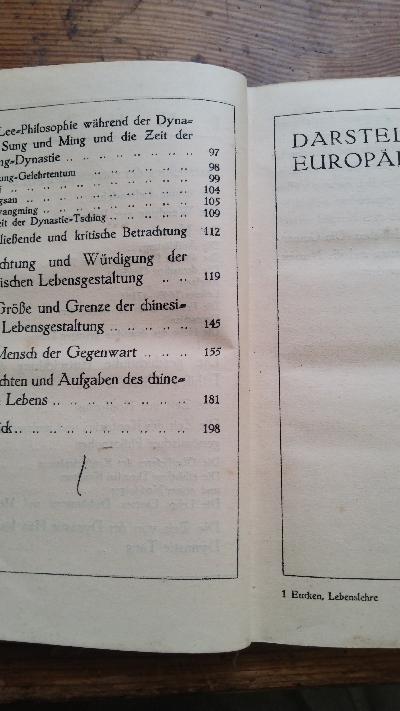 Lee-Philosophie während der Dyna-
Sung und Ming und die Zeit der
ng-Dynastie .. .. .. .. .. .. .. .. 97
ung-Gelehrtentum .. .. .. .. .. .. .. 98
i .. .. .. .. .. .. .. .. .. .. 99
gsan .. .. .. .. .. .. .. .. .. 104
yangming .. .. .. .. .. .. .. .. 105
eit der Dynastie-Tsching .. .. .. .. .. 109
ließende und kritische Betrachtung 112
chtung und Würdigung der
ischen Lebensgestaltung .. .. 119
Größe und Grenze der chinesi-
Lebensgestaltung .. .. .. .. 145
Mensch der Gegenwart .. .. .. 155
chten und Aufgaben des chine-
Lebens .. .. .. .. .. .. .. 181
ick .. .. .. .. .. .. .. .. .. 198
DARSTEL
EUROPÄI
1 Eucken, Lebenslehre